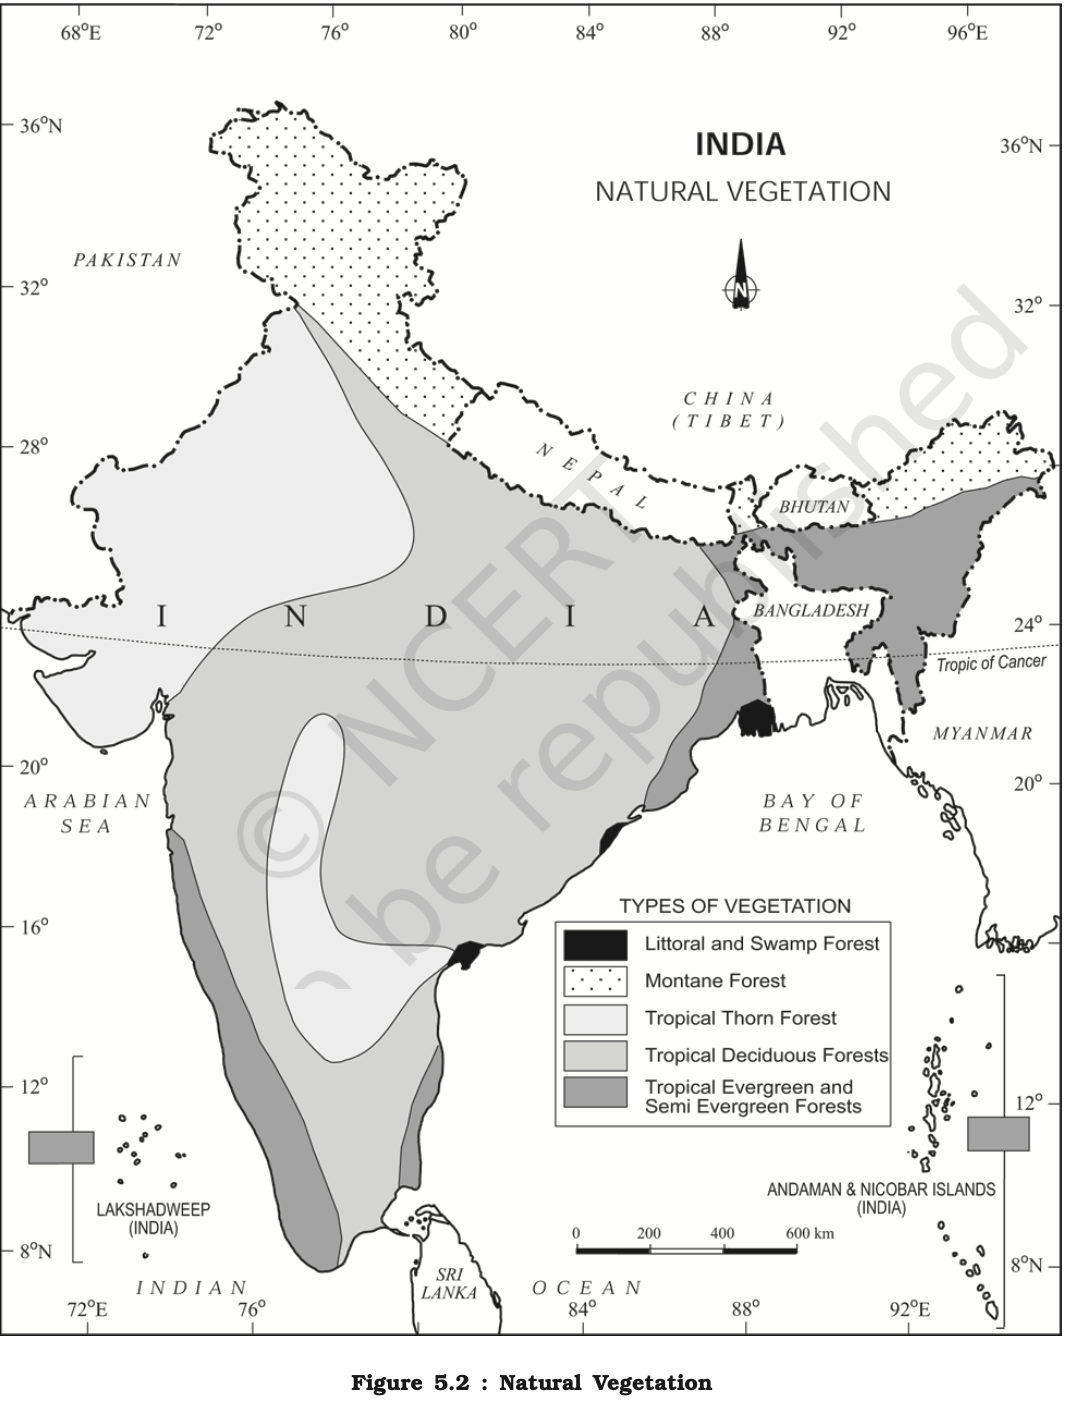 68°E 72° 76° 80° 84° 88° 92° 96°E
36°N
36°N
INDIA
NATURAL VEGETATION
PAKISTAN
N
32°
32°
CHINA
(TIBET)
28°
NEPAL
BHUTAN
I N D I A
BANGLADESH
24°
Tropic of Cancer
MYANMAR
20°
20°
ARABIAN
SEA
BAY OF
BENGAL
© NCERT
o be republished
16°
TYPES OF VEGETATION
Littoral and Swamp Forest
Montane Forest
Tropical Thorn Forest
Tropical Deciduous Forests
Tropical Evergreen and
Semi Evergreen Forests
12°
12°
LAKSHADWEEP
(INDIA)
ANDAMAN & NICOBAR ISLANDS
(INDIA)
0 200 400 600 km
8°N
8°N
SRI
LANKA
INDIAN OCEAN
72°E 76° 84° 88° 92°E
Figure 5.2 : Natural Vegetation